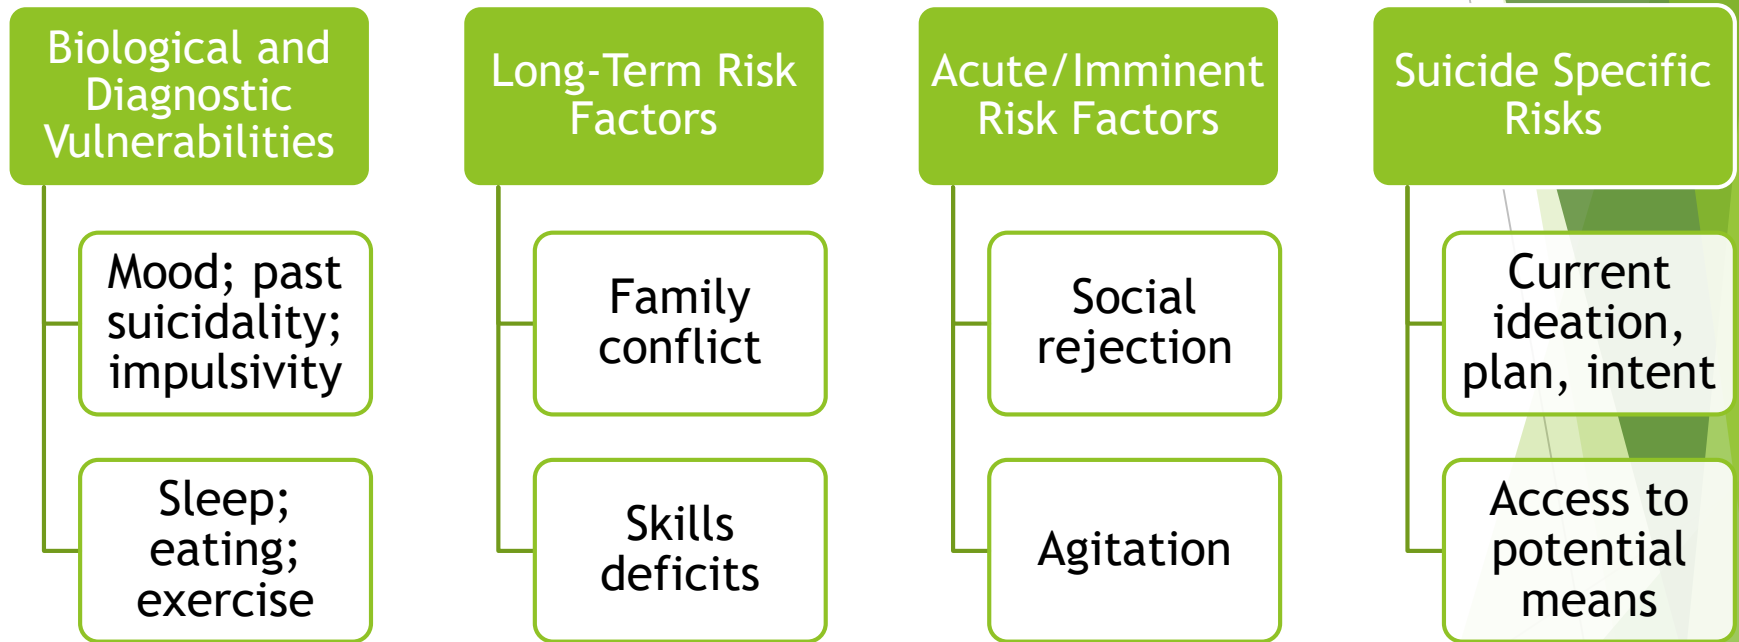 Biological and
Diagnostic
Vulnerabilities
Mood; past
suicidality;
impulsivity
Sleep;
eating;
exercise
Long-Term Risk
Factors
Family
conflict
Skills
deficits
Acute/Imminent
Risk Factors
Social
rejection
Agitation
Suicide Specific
Risks
Current
ideation,
plan, intent
Access to
potential
means